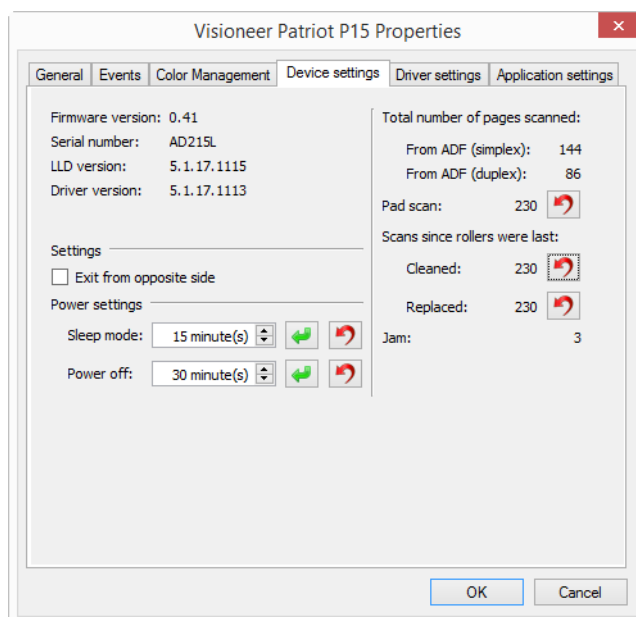 Visioneer Patriot P15 Properties
General Events Color Management Device settings Driver settings Application settings
Firmware version: 0.41
Serial number: AD215L
LLD version: 5.1.17.1115
Driver version: 5.1.17.1113
Settings
Exit from opposite side
Power settings
Sleep mode: 15 minute(s)
Power off: 30 minute(s)
Total number of pages scanned:
From ADF (simplex): 144
From ADF (duplex): 86
Pad scan: 230
Scans since rollers were last:
Cleaned: 230
Replaced: 230
Jam: 3
OK Cancel